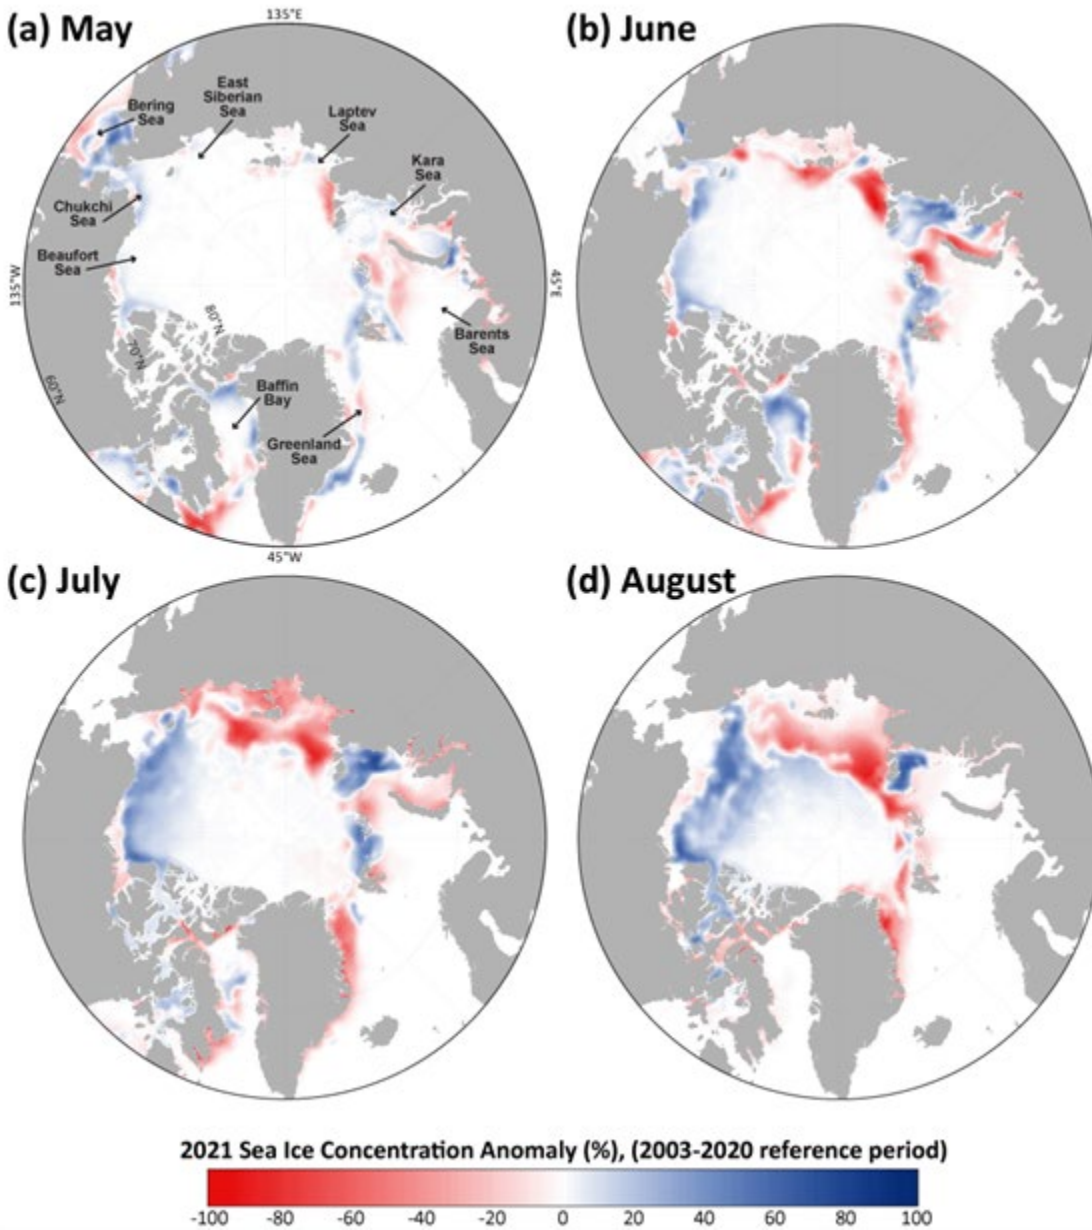 (a) May
135°E
(b) June
East
Siberian
Sea
Bering
Sea
Laptev
Sea
Kara
Sea
Chukchi
Sea
Beaufort
Sea
135°W
45°E
80°N
70°N
60°N
Barents
Sea
Baffin
Bay
Greenland
Sea
45°W
(c) July
(d) August
2021 Sea Ice Concentration Anomaly (%), (2003-2020 reference period)
-100 -80 -60 -40 -20 0 20 40 60 80 100